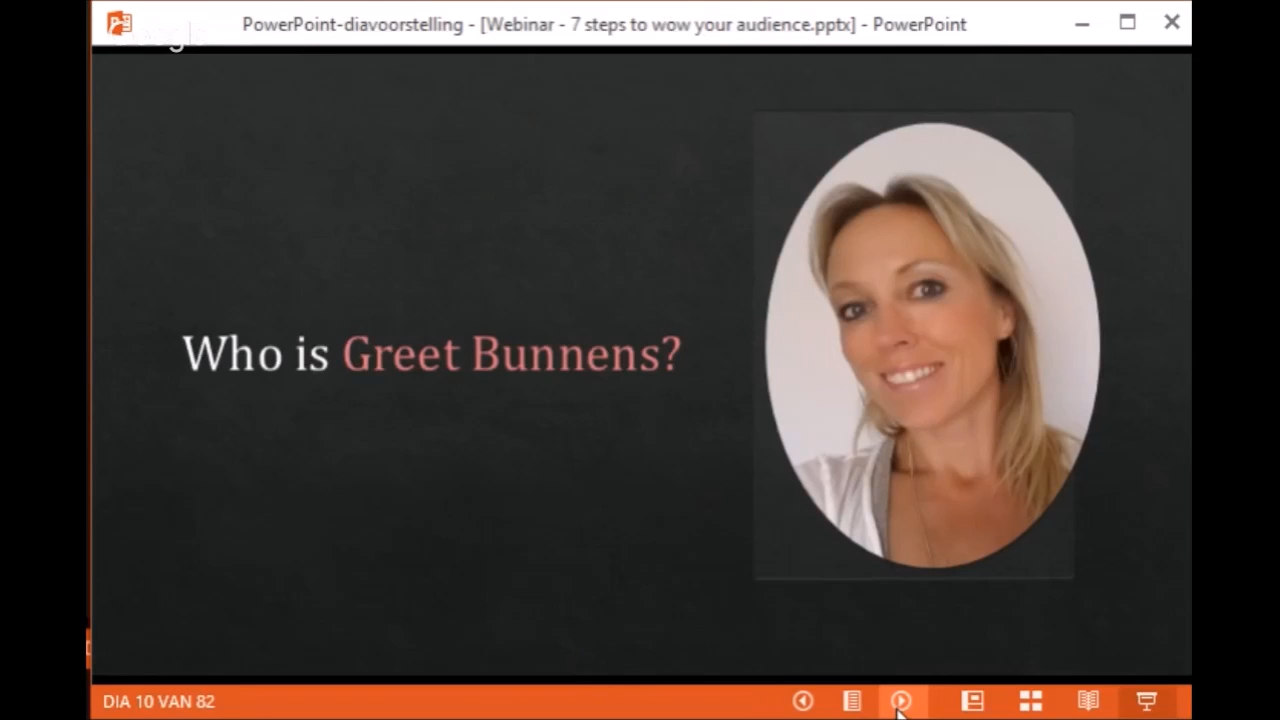 PowerPoint-diavoorstelling - [Webinar - 7 steps to wow your audience.pptx] - PowerPoint
Who is Greet Bunnens?
DIA 10 VAN 82